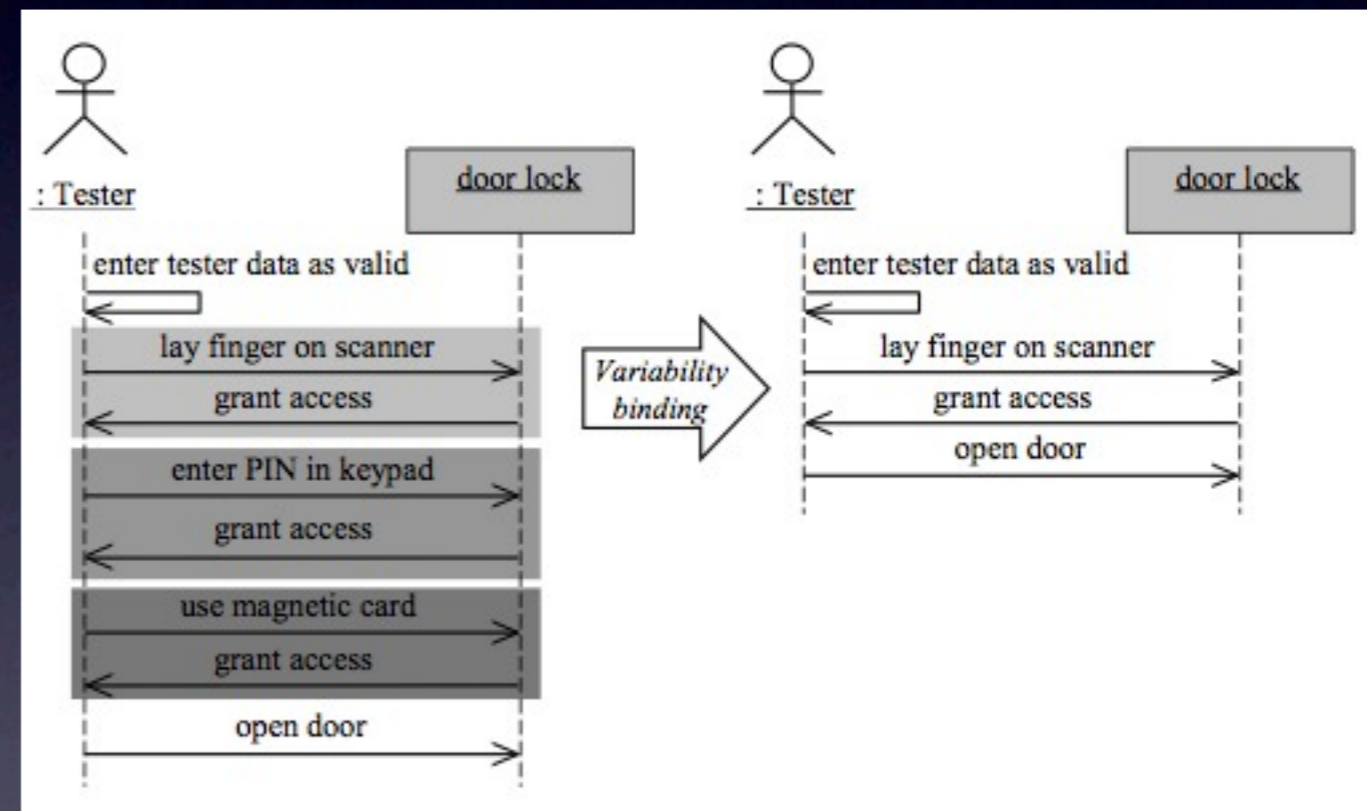 : Tester
door lock
enter tester data as valid
lay finger on scanner
grant access
enter PIN in keypad
grant access
use magnetic card
grant access
open door
Variability
binding
: Tester
door lock
enter tester data as valid
lay finger on scanner
grant access
open door